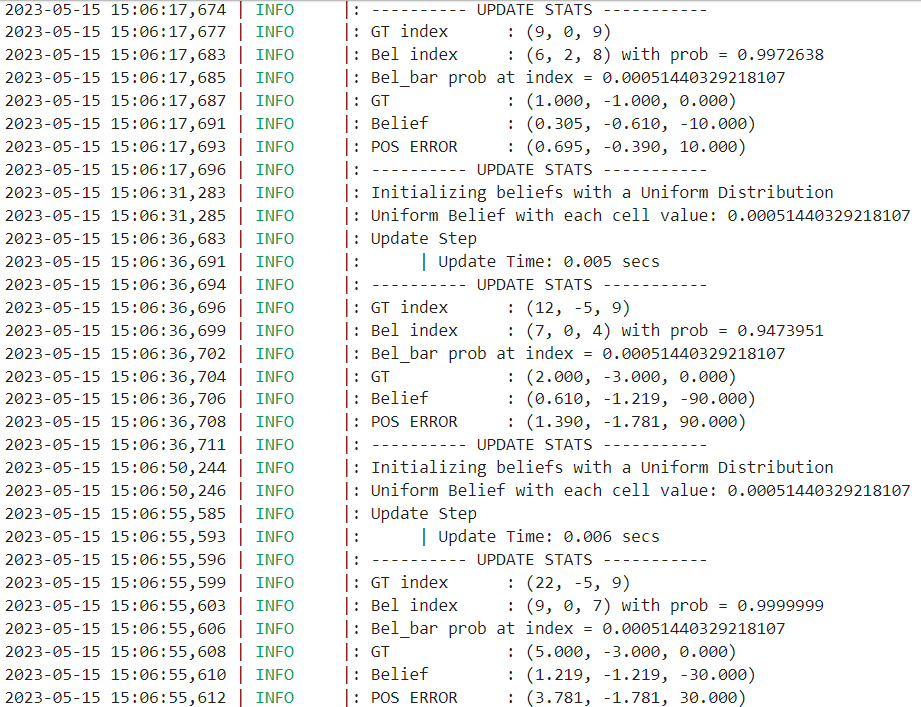 2023-05-15 15:06:17,674 | INFO     |: ---------- UPDATE STATS -----------
2023-05-15 15:06:17,677 | INFO     |: GT index      : (9, 0, 9)
2023-05-15 15:06:17,683 | INFO     |: Bel index     : (6, 2, 8) with prob = 0.9972638
2023-05-15 15:06:17,685 | INFO     |: Bel_bar prob at index = 0.00051440329218107
2023-05-15 15:06:17,687 | INFO     |: GT            : (1.000, -1.000, 0.000)
2023-05-15 15:06:17,691 | INFO     |: Belief        : (0.305, -0.610, -10.000)
2023-05-15 15:06:17,693 | INFO     |: POS ERROR     : (0.695, -0.390, 10.000)
2023-05-15 15:06:17,696 | INFO     |: ---------- UPDATE STATS -----------
2023-05-15 15:06:31,283 | INFO     |: Initializing beliefs with a Uniform Distribution
2023-05-15 15:06:31,285 | INFO     |: Uniform Belief with each cell value: 0.00051440329218107
2023-05-15 15:06:36,683 | INFO     |: Update Step
2023-05-15 15:06:36,691 | INFO     |:      | Update Time: 0.005 secs
2023-05-15 15:06:36,694 | INFO     |: ---------- UPDATE STATS -----------
2023-05-15 15:06:36,696 | INFO     |: GT index      : (12, -5, 9)
2023-05-15 15:06:36,699 | INFO     |: Bel index     : (7, 0, 4) with prob = 0.9473951
2023-05-15 15:06:36,702 | INFO     |: Bel_bar prob at index = 0.00051440329218107
2023-05-15 15:06:36,704 | INFO     |: GT            : (2.000, -3.000, 0.000)
2023-05-15 15:06:36,706 | INFO     |: Belief        : (0.610, -1.219, -90.000)
2023-05-15 15:06:36,708 | INFO     |: POS ERROR     : (1.390, -1.781, 90.000)
2023-05-15 15:06:36,711 | INFO     |: ---------- UPDATE STATS -----------
2023-05-15 15:06:50,244 | INFO     |: Initializing beliefs with a Uniform Distribution
2023-05-15 15:06:50,246 | INFO     |: Uniform Belief with each cell value: 0.00051440329218107
2023-05-15 15:06:55,585 | INFO     |: Update Step
2023-05-15 15:06:55,593 | INFO     |:      | Update Time: 0.006 secs
2023-05-15 15:06:55,596 | INFO     |: ---------- UPDATE STATS -----------
2023-05-15 15:06:55,599 | INFO     |: GT index      : (22, -5, 9)
2023-05-15 15:06:55,603 | INFO     |: Bel index     : (9, 0, 7) with prob = 0.9999999
2023-05-15 15:06:55,606 | INFO     |: Bel_bar prob at index = 0.00051440329218107
2023-05-15 15:06:55,608 | INFO     |: GT            : (5.000, -3.000, 0.000)
2023-05-15 15:06:55,610 | INFO     |: Belief        : (1.219, -1.219, -30.000)
2023-05-15 15:06:55,612 | INFO     |: POS ERROR     : (3.781, -1.781, 30.000)